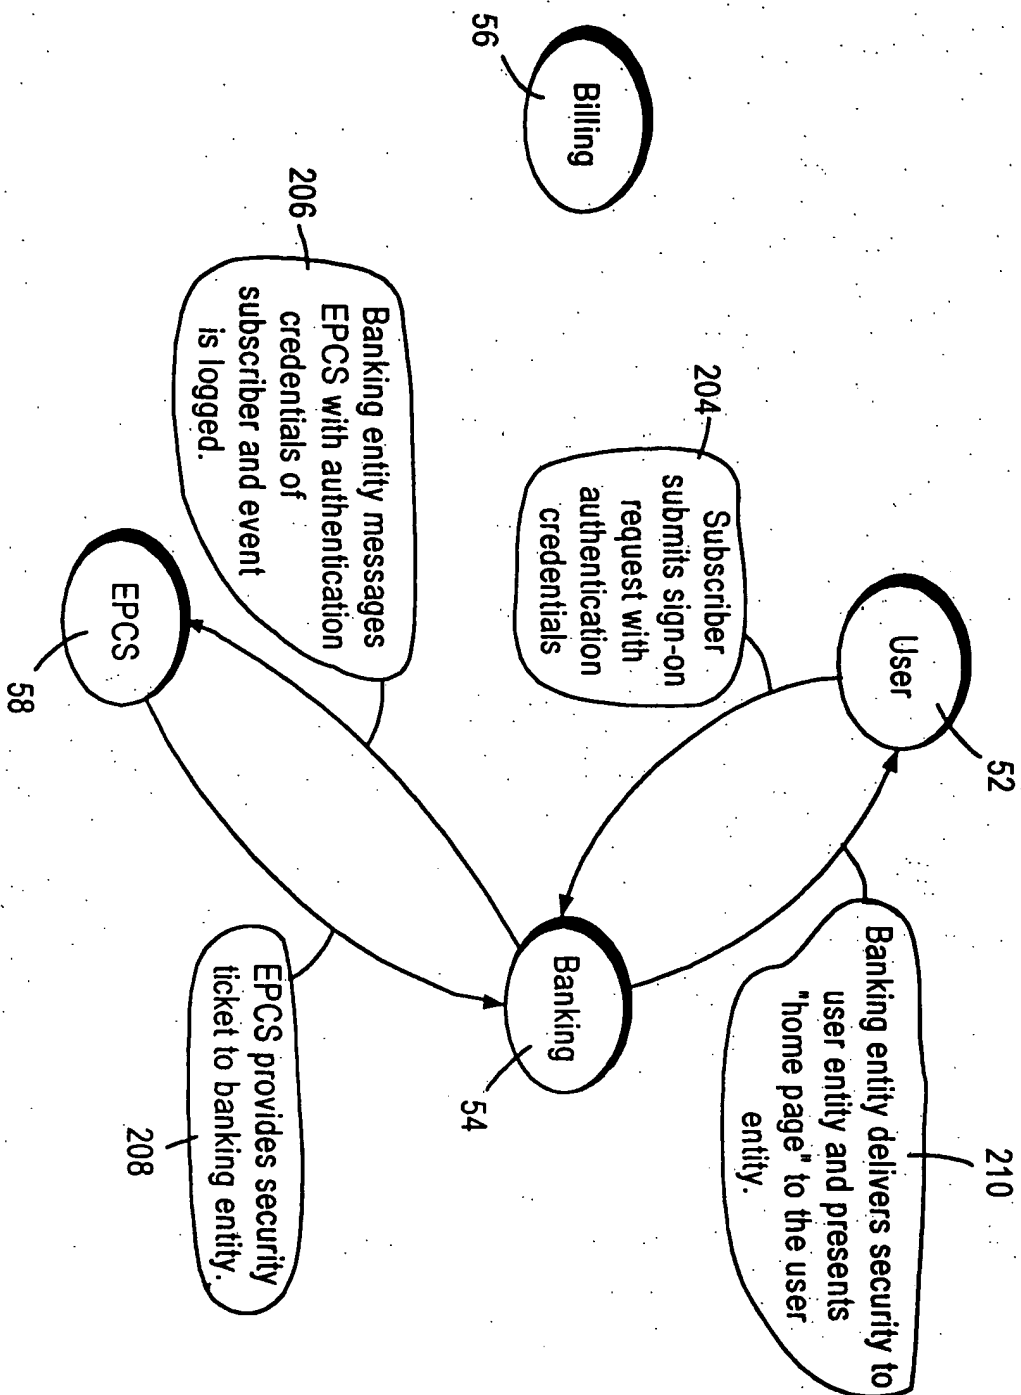 User
52
Banking entity delivers security to
user entity and presents
"home page" to the user
entity.
210
204
Subscriber
submits sign-on
request with
authentication
credentials
Billing
56
Banking
54
206
Banking entity messages
EPCS with authentication
credentials of
subscriber and event
is logged.
EPCS provides security
ticket to banking entity.
208
EPCS
58